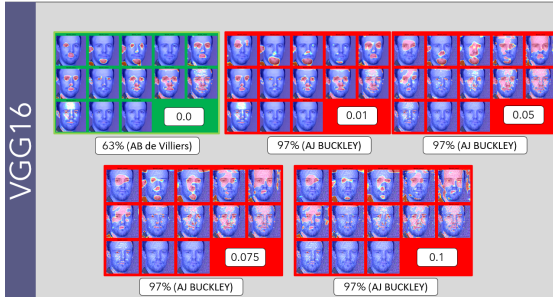 VGG16
0.0
0.01
0.05
63% (AB de Villiers)
97% (AJ BUCKLEY)
97% (AJ BUCKLEY)
0.075
0.1
97% (AJ BUCKLEY)
97% (AJ BUCKLEY)